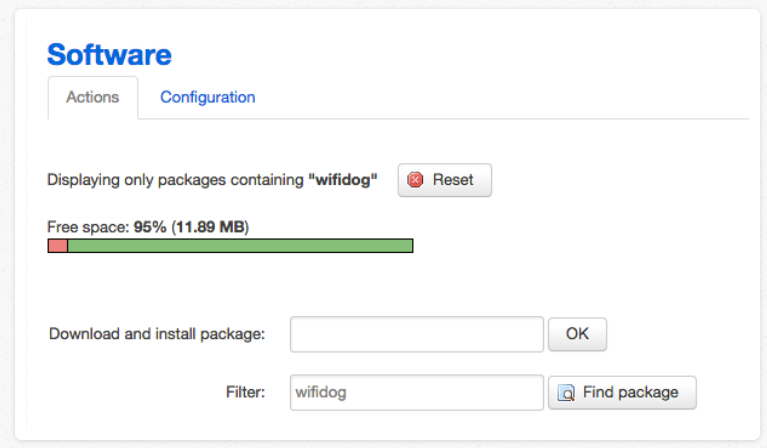 Software
Actions Configuration
Displaying only packages containing "wifidog" Reset
Free space: 95% (11.89 MB)
Download and install package: OK
Filter: wifidog Find package